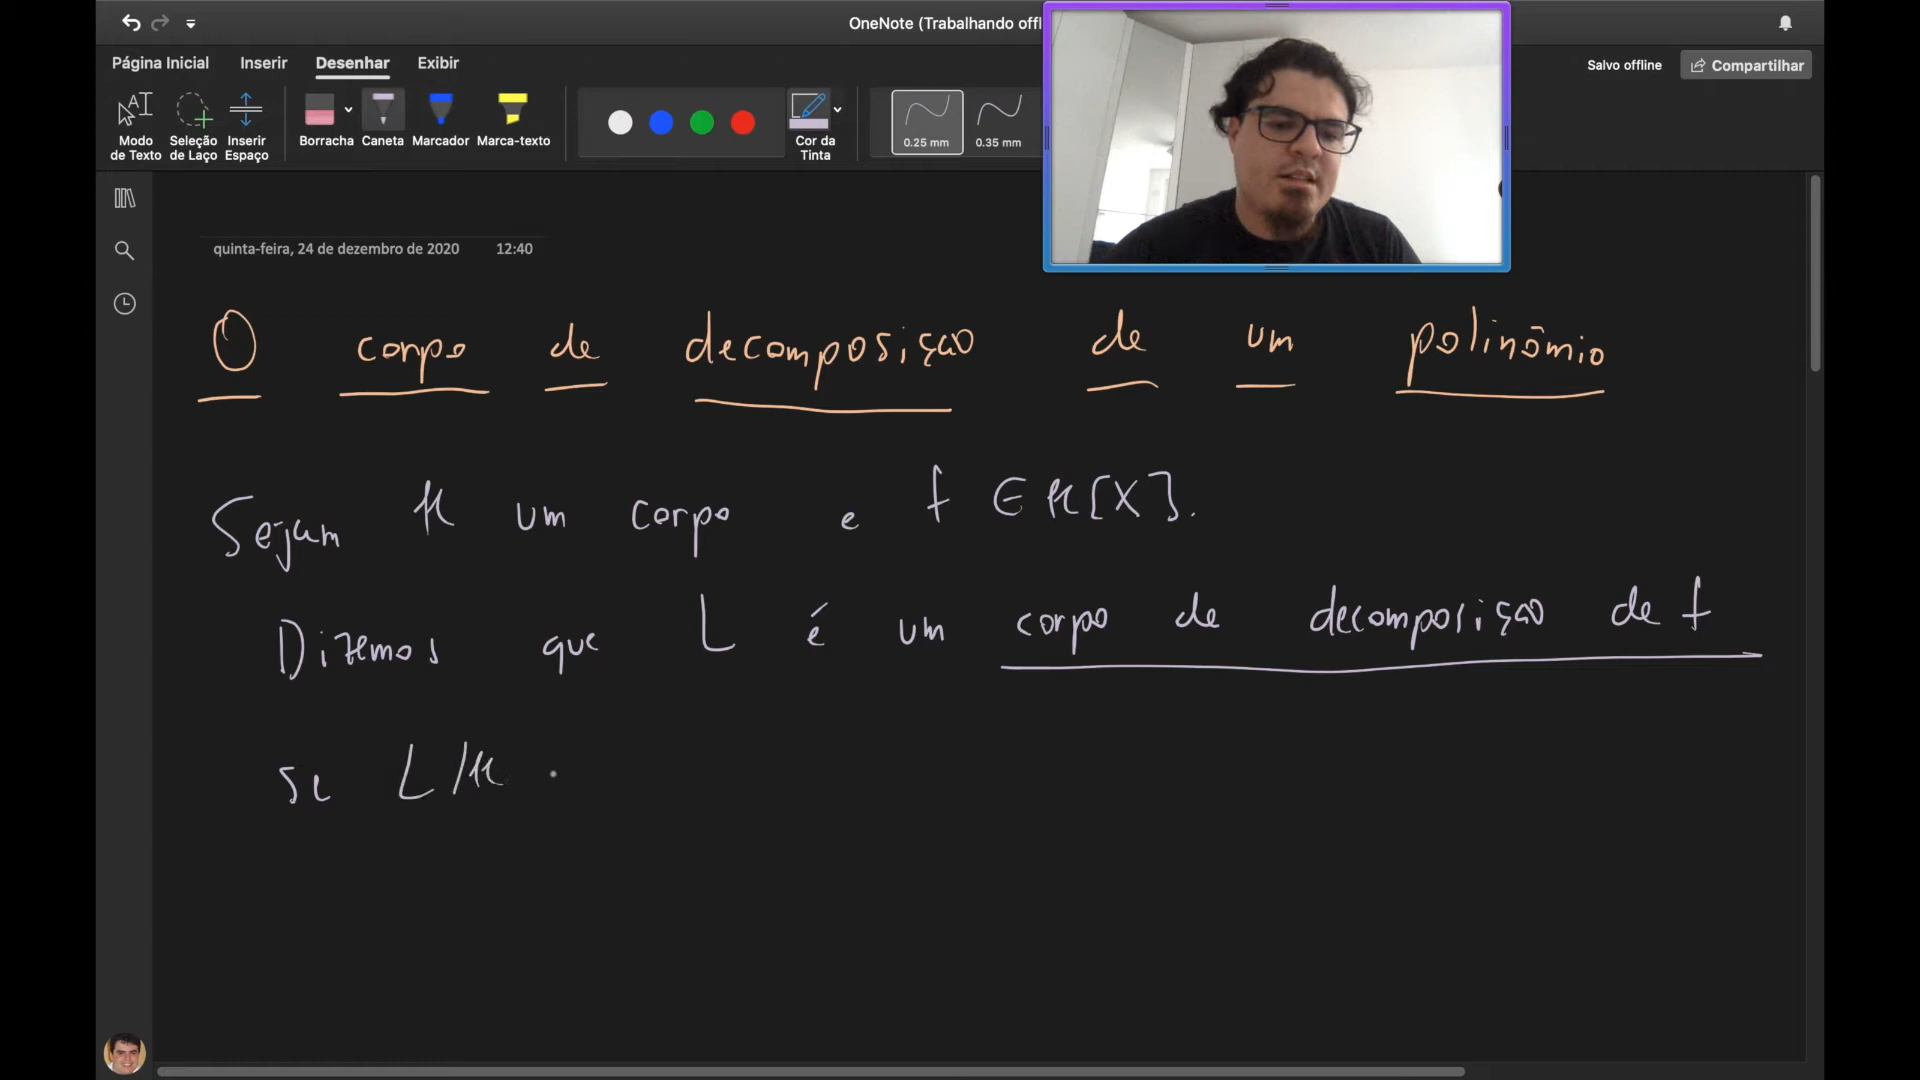 OneNote (Trabalhando offl
Página Inicial Inserir Desenhar Exibir
Salvo offline Compartilhar
Modo de Texto
Seleção de Laço
Inserir Espaço
Borracha
Caneta
Marcador
Marca-texto
Cor da Tinta
0.25 mm
0.35 mm
quinta-feira, 24 de dezembro de 2020 12:40
O corpo de decomposição de um polinômio
Sejam K um corpo e f ∈ K[X].
Dizemos que L é um corpo de decomposição de f
se L/K